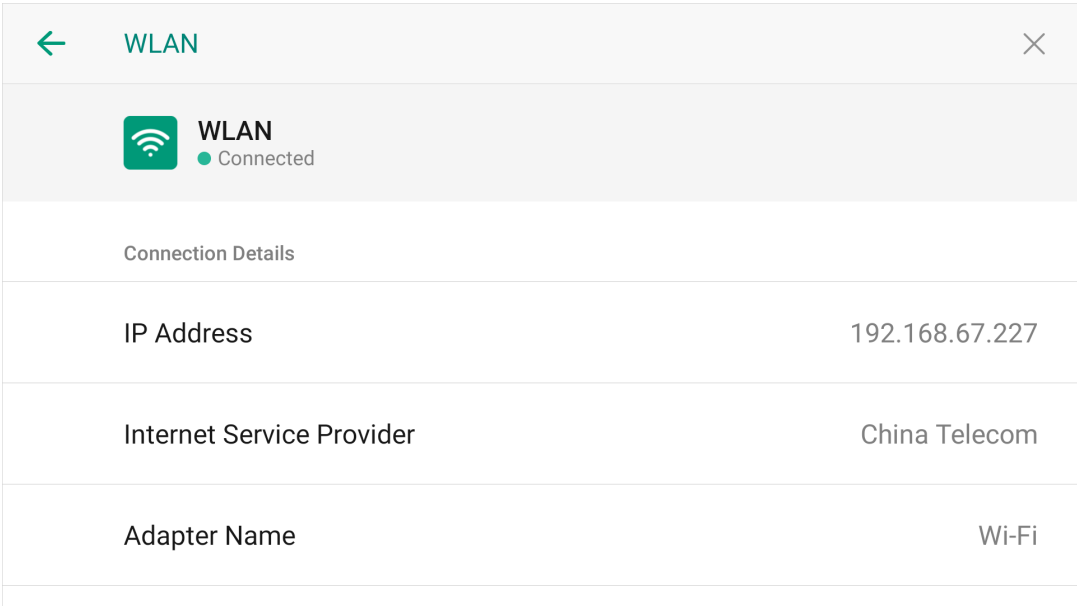 WLAN
WLAN
Connected
Connection Details
IP Address 192.168.67.227
Internet Service Provider China Telecom
Adapter Name Wi-Fi